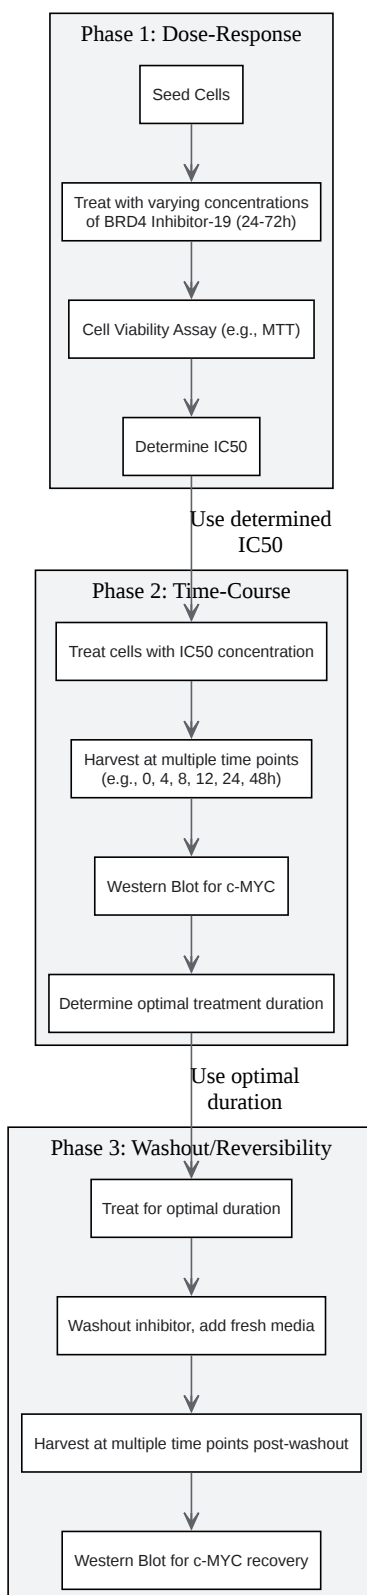 Phase 1: Dose-Response
Seed Cells
Treat with varying concentrations
of BRD4 Inhibitor-19 (24-72h)
Cell Viability Assay (e.g., MTT)
Determine IC50
Use determined
IC50
Phase 2: Time-Course
Treat cells with IC50 concentration
Harvest at multiple time points
(e.g., 0, 4, 8, 12, 24, 48h)
Western Blot for c-MYC
Determine optimal treatment duration
Use optimal
duration
Phase 3: Washout/Reversibility
Treat for optimal duration
Washout inhibitor, add fresh media
Harvest at multiple time points post-washout
Western Blot for c-MYC recovery